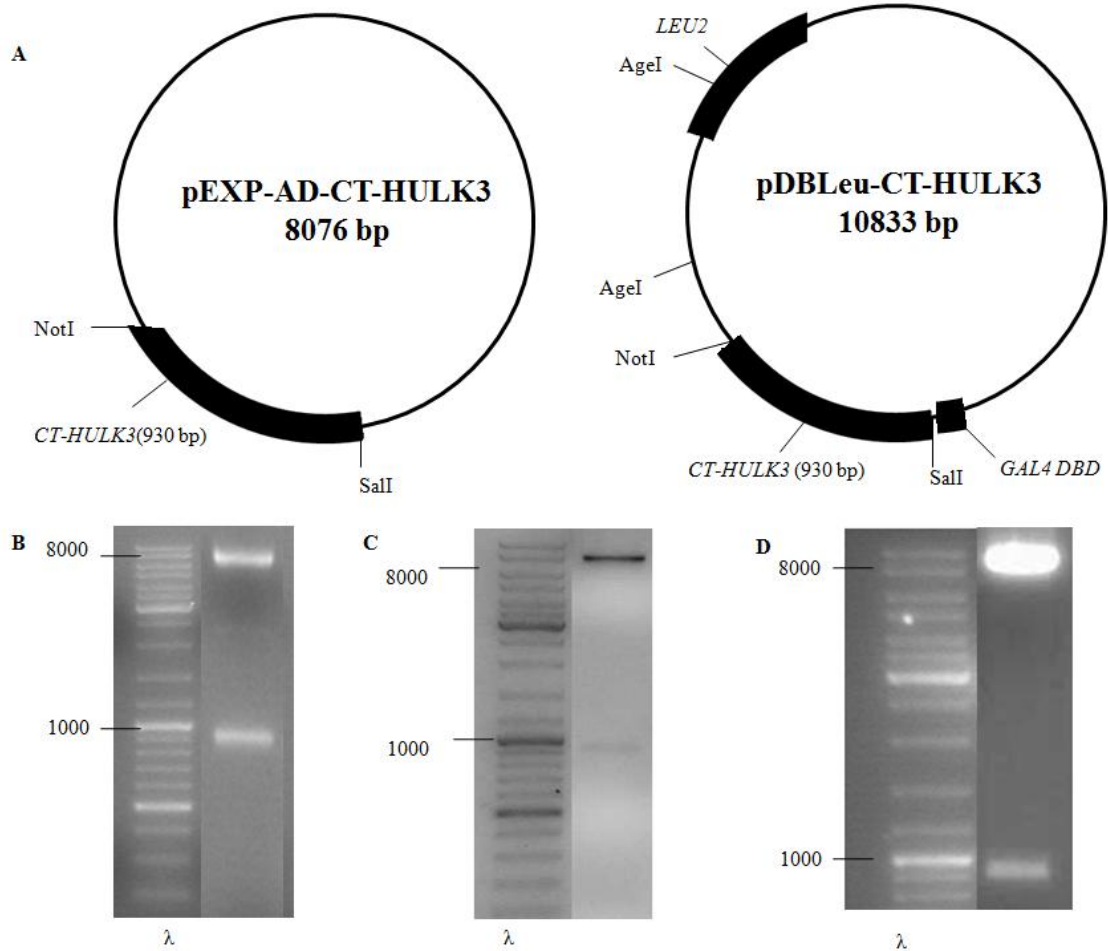 A
pEXP-AD-CT-HULK3
8076 bp
NotI
CT-HULK3(930 bp)
SalI
LEU2
AgeI
pDBLeu-CT-HULK3
10833 bp
AgeI
NotI
CT-HULK3 (930 bp)
SalI
GAL4 DBD
B
8000
1000
λ
C
8000
1000
λ
D
8000
1000
λ